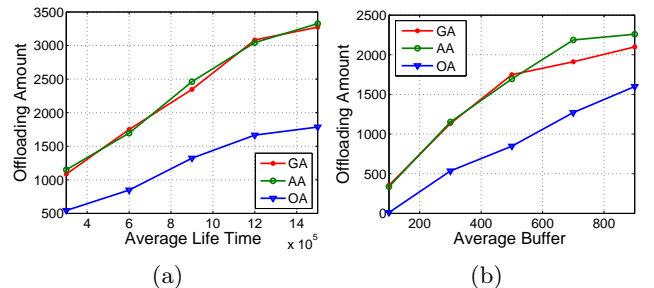 Offloading Amount
3500
3000
2500
2000
1500
1000
500
4
6
8
10
12
14
x 10^5
Average Life Time
GA
AA
OA
(a)
Offloading Amount
2500
2000
1500
1000
500
0
200
400
600
800
Average Buffer
GA
AA
OA
(b)